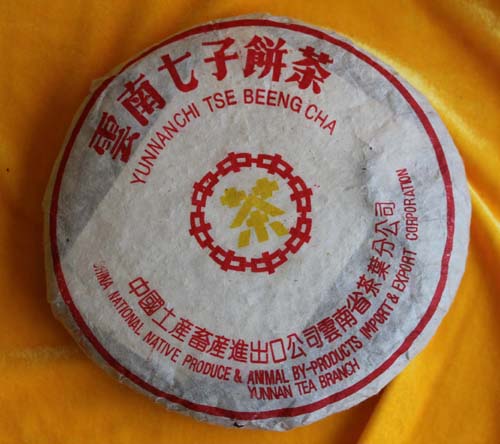 雲南七子餅茶
YUNNANCHI TSE BEENG CHA
茶
中國土産畜産進出口公司雲南省茶葉分公司
CHINA NATIONAL NATIVE PRODUCE & ANIMAL BY-PRODUCTS IMPORT & EXPORT CORPORATION
YUNNAN TEA BRANCH